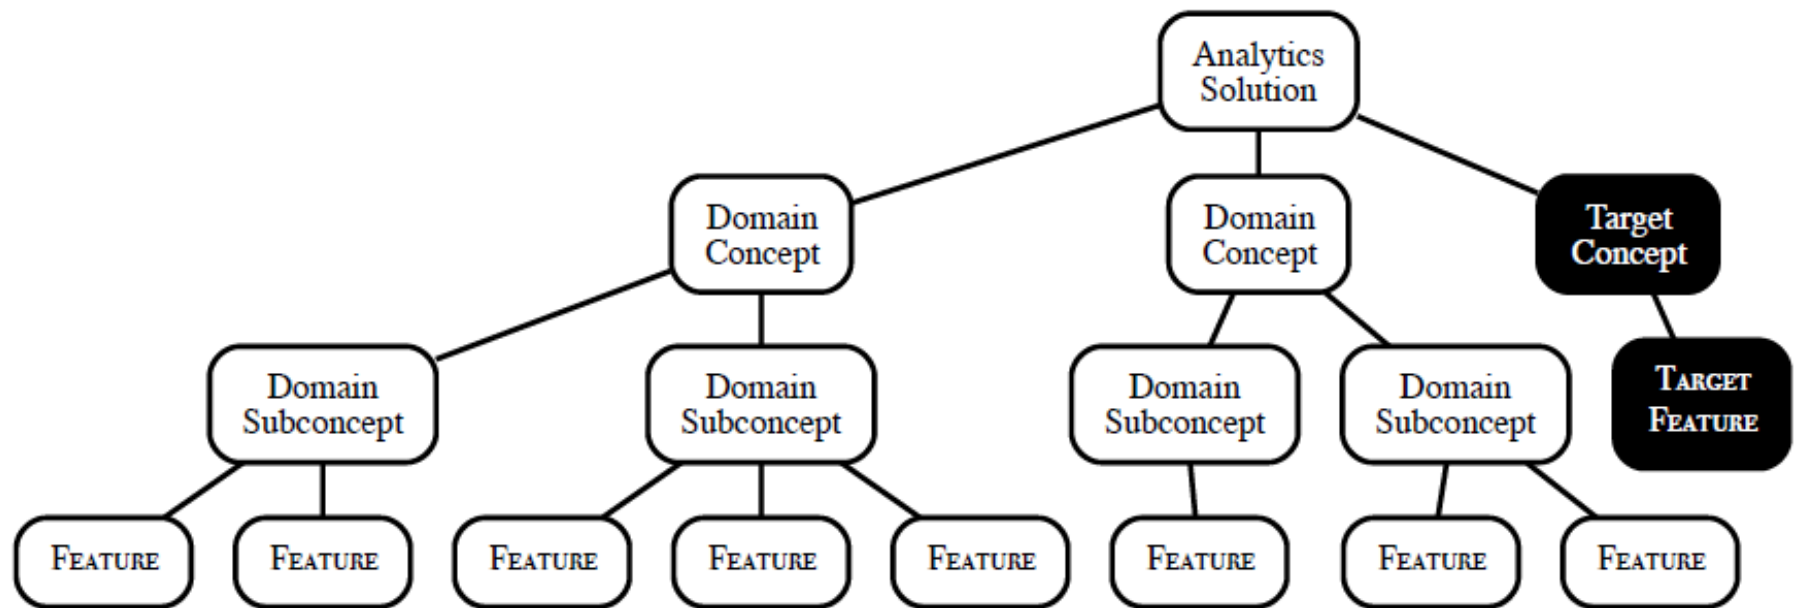 Analytics
Solution
Domain
Concept
Domain
Concept
Target
Concept
Domain
Subconcept
Domain
Subconcept
Domain
Subconcept
Domain
Subconcept
TARGET
FEATURE
FEATURE
FEATURE
FEATURE
FEATURE
FEATURE
FEATURE
FEATURE
FEATURE